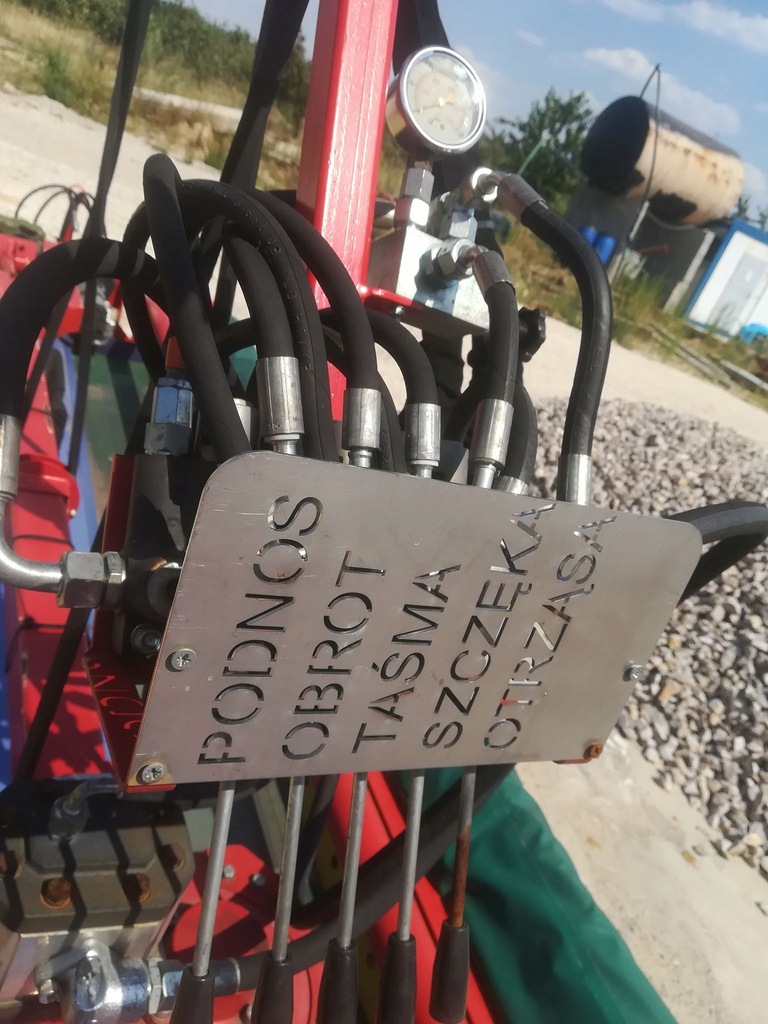 PODNOS
OBROT
TAŚMA
SZCZĘKA
OTRZĄSA